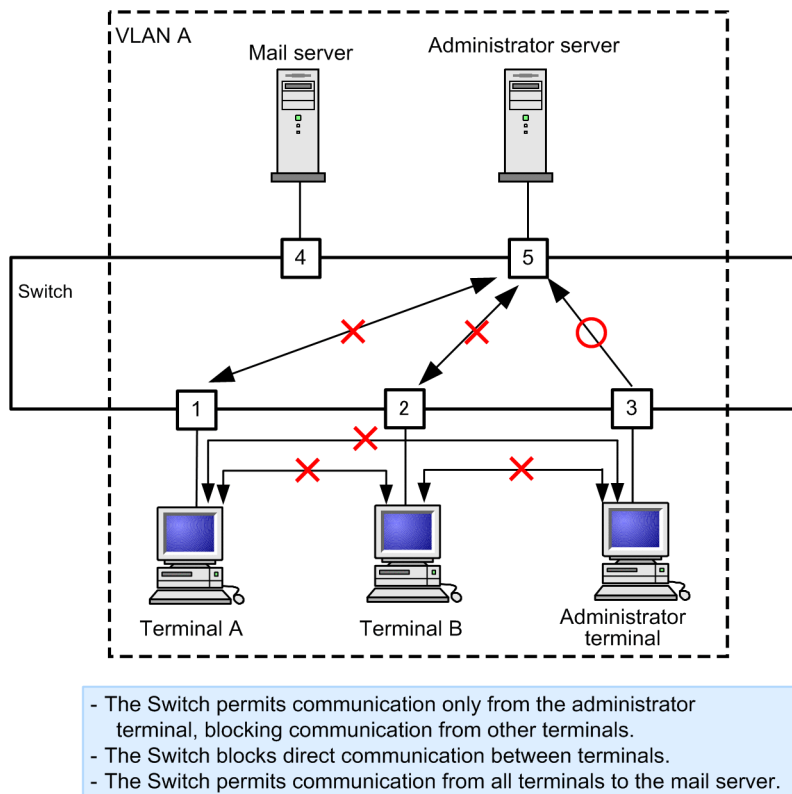 VLAN A
Mail server
Administrator server
4
5
Switch
1
2
3
Terminal A
Terminal B
Administrator
terminal
- The Switch permits communication only from the administrator
terminal, blocking communication from other terminals.
- The Switch blocks direct communication between terminals.
- The Switch permits communication from all terminals to the mail server.